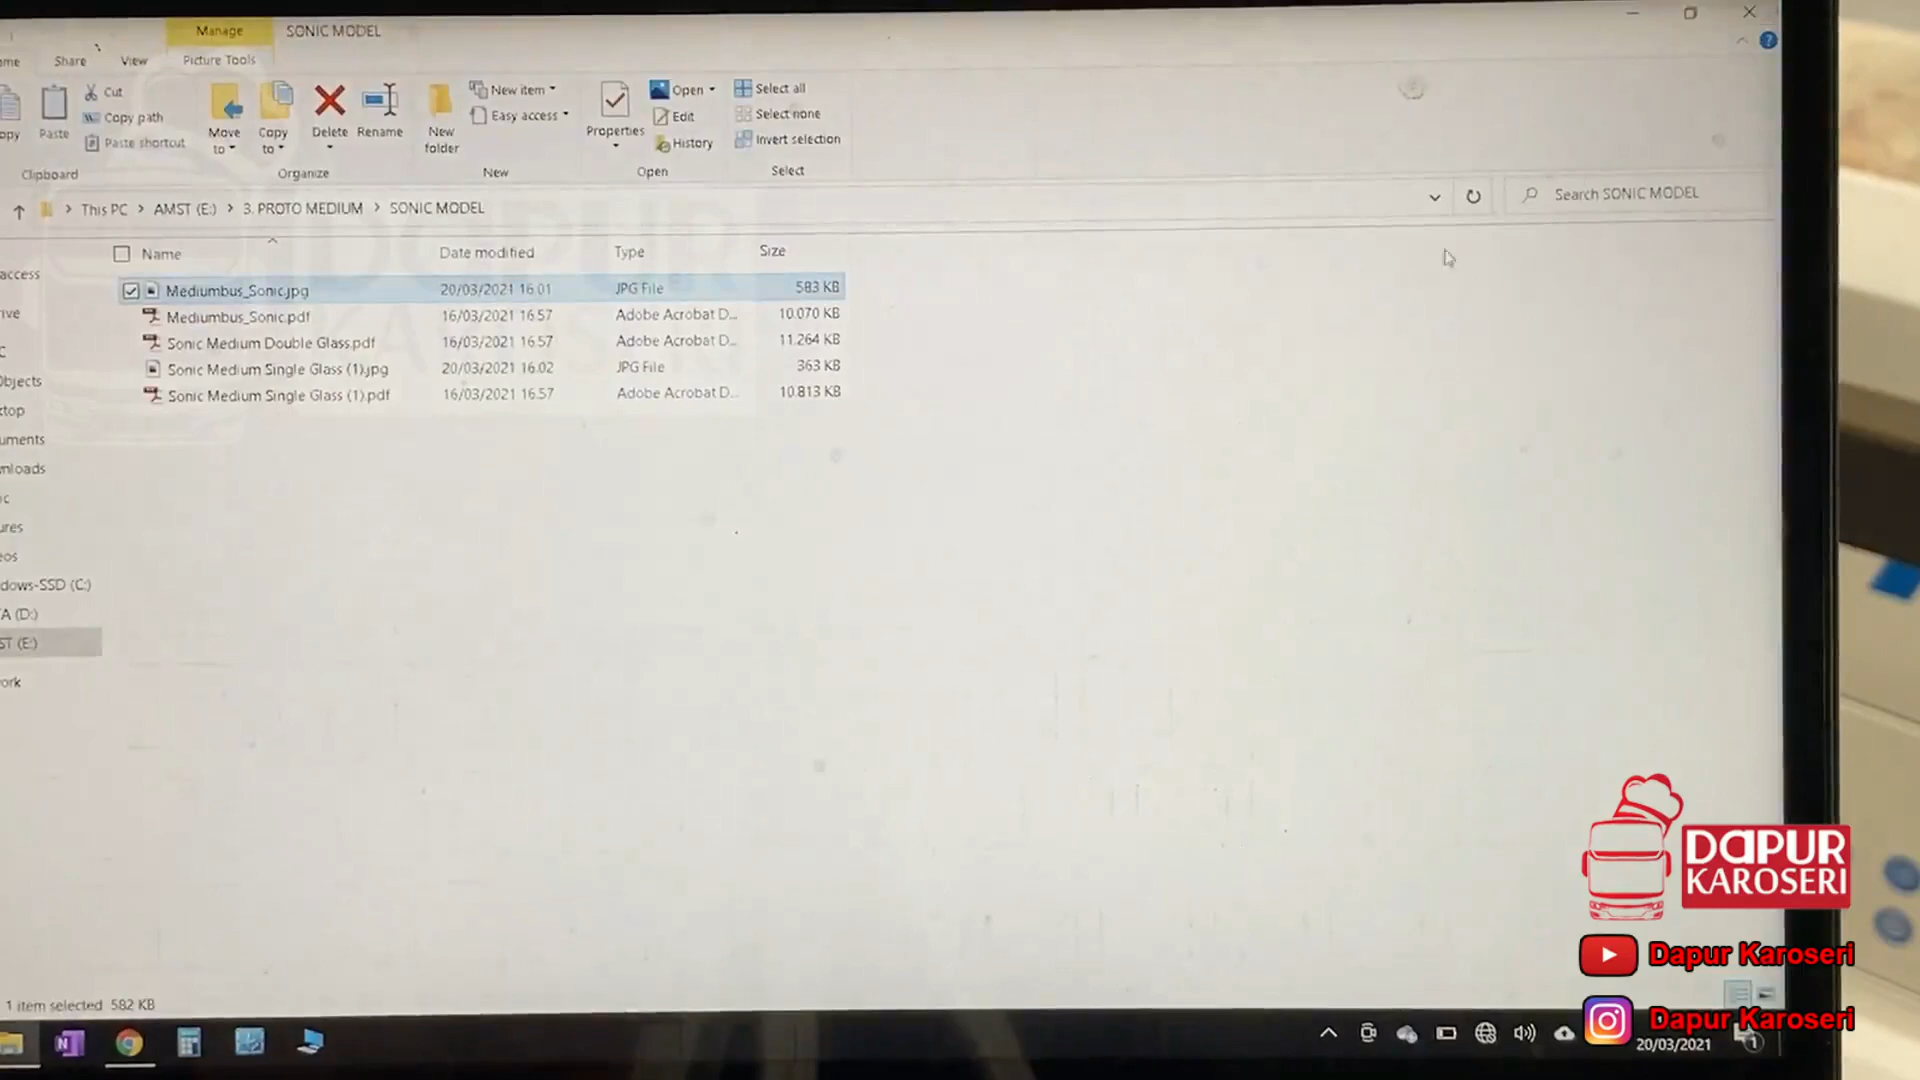 Manage
SONIC MODEL
Share
View
Picture Tools
Cut
Copy path
Paste shortcut
Paste
Clipboard
Move to
Copy to
Delete
Rename
Organize
New folder
New item
Easy access
New
Properties
Open
Edit
History
Open
Select all
Select none
Invert selection
Select
This PC > AMST (E:) > 3. PROTO MEDIUM > SONIC MODEL
Search SONIC MODEL
Name Date modified Type Size
Mediumbus_Sonic.jpg 20/03/2021 16.01 JPG File 583 KB
Mediumbus_Sonic.pdf 16/03/2021 16.57 Adobe Acrobat D... 10.070 KB
Sonic Medium Double Glass.pdf 16/03/2021 16.57 Adobe Acrobat D... 11.264 KB
Sonic Medium Single Glass (1).jpg 20/03/2021 16.02 JPG File 363 KB
Sonic Medium Single Glass (1).pdf 16/03/2021 16.57 Adobe Acrobat D... 10.813 KB
access
Objects
ktop
uments
wnloads
ures
eos
dows-SSD (C:)
A (D:)
ST (E:)
ork
DAPUR
KAROSERI
DAPUR
KAROSERI
Dapur Karoseri
Dapur Karoseri
1 item selected 582 KB
20/03/2021
1